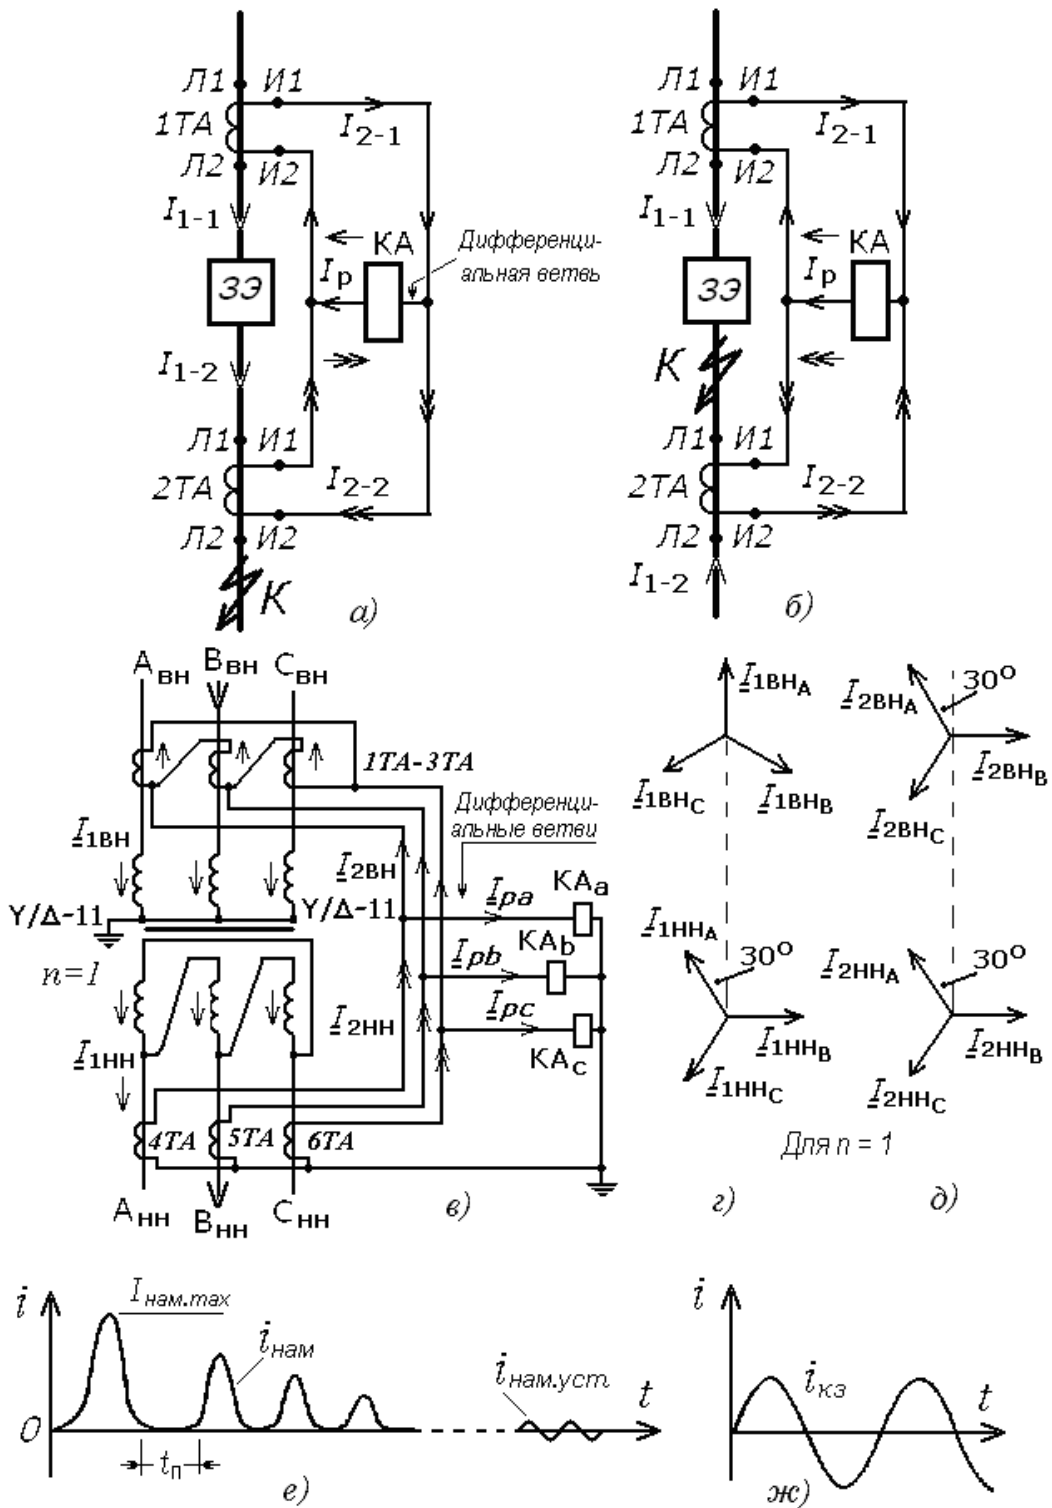 Л1 И1
1ТА I2-1
Л2 И2
I1-1
КА
Дифференци-
альная ветвь
Iр
ЗЭ
I1-2
Л1 И1
2ТА I2-2
Л2 И2
К
а)
Л1 И1
1ТА I2-1
Л2 И2
I1-1
КА
Iр
ЗЭ
К
Л1 И1
2ТА I2-2
Л2 И2
I1-2
б)
AВН BВН CВН
1ТА-3ТА
Дифференци-
альные ветви
I1ВН
I2ВН
Y/Δ-11 Y/Δ-11
Ipa КАa
Ipb КАb
Ipc КАc
n=1
I2НН
I1НН
4ТА 5ТА 6ТА
AНН BНН CНН
в)
I1ВНA
I1ВНC I1ВНB
I1ННA
30°
I1ННB
I1ННC
г)
I2ВНA
30°
I2ВНB
I2ВНC
I2ННA
30°
I2ННB
I2ННC
Для n = 1
д)
i
Iнам.max
iнам
iнам.уст
t
0
tп
е)
i
iкз
t
ж)